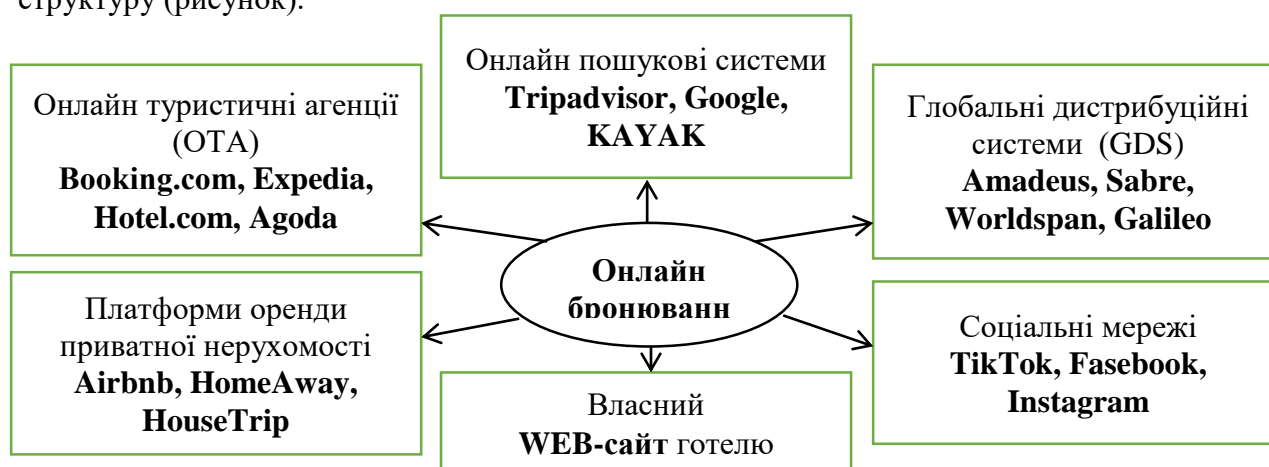 структуру (рисунок).
Онлайн пошукові системи
Tripadvisor, Google,
KAYAK
Онлайн туристичні агенції
(ОТА)
Booking.com, Expedia,
Hotel.com, Agoda
Глобальні дистрибуційні
системи (GDS)
Amadeus, Sabre,
Worldspan, Galileo
Онлайн
бронюванн
Платформи оренди
приватної нерухомості
Airbnb, HomeAway,
HouseTrip
Соціальні мережі
TikTok, Fasebook,
Instagram
Власний
WEB-сайт готелю